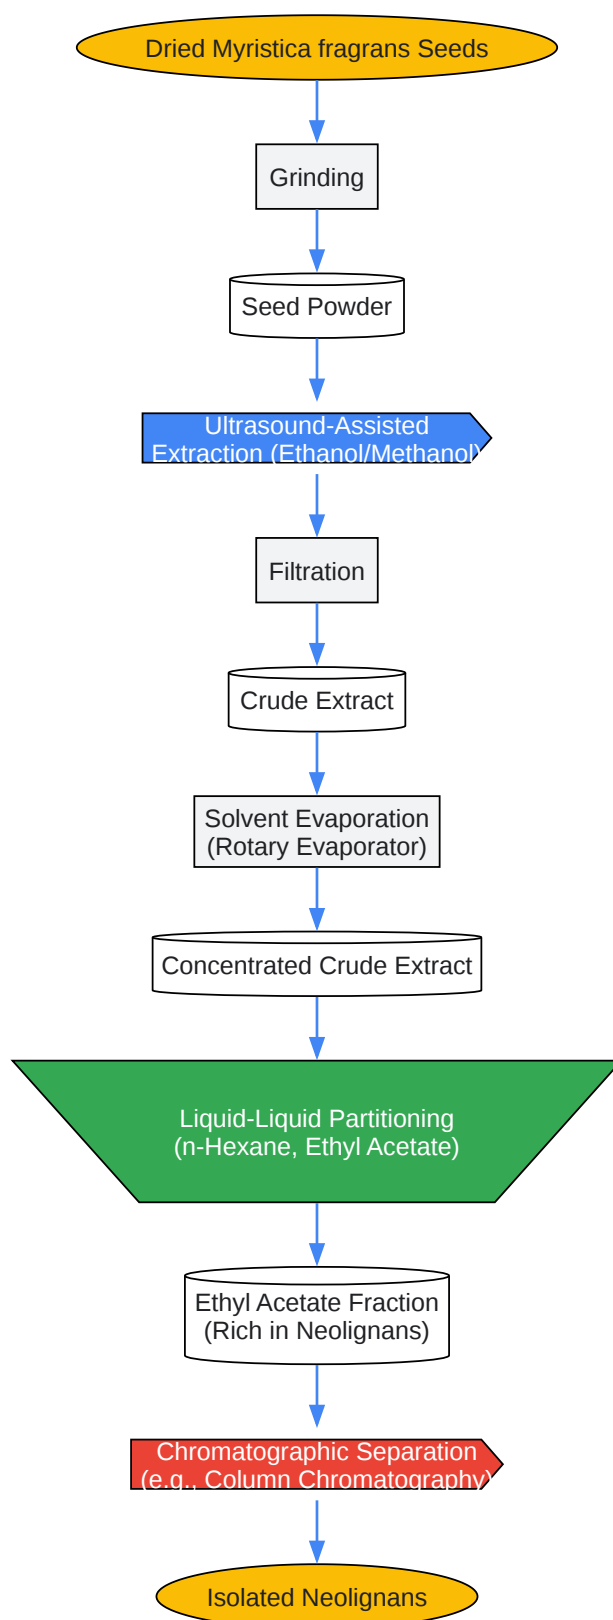 Dried Myristica fragrans Seeds
Grinding
Seed Powder
Ultrasound-Assisted
Extraction (Ethanol/Methanol)
Filtration
Crude Extract
Solvent Evaporation
(Rotary Evaporator)
Concentrated Crude Extract
Liquid-Liquid Partitioning
(n-Hexane, Ethyl Acetate)
Ethyl Acetate Fraction
(Rich in Neolignans)
Chromatographic Separation
(e.g., Column Chromatography)
Isolated Neolignans